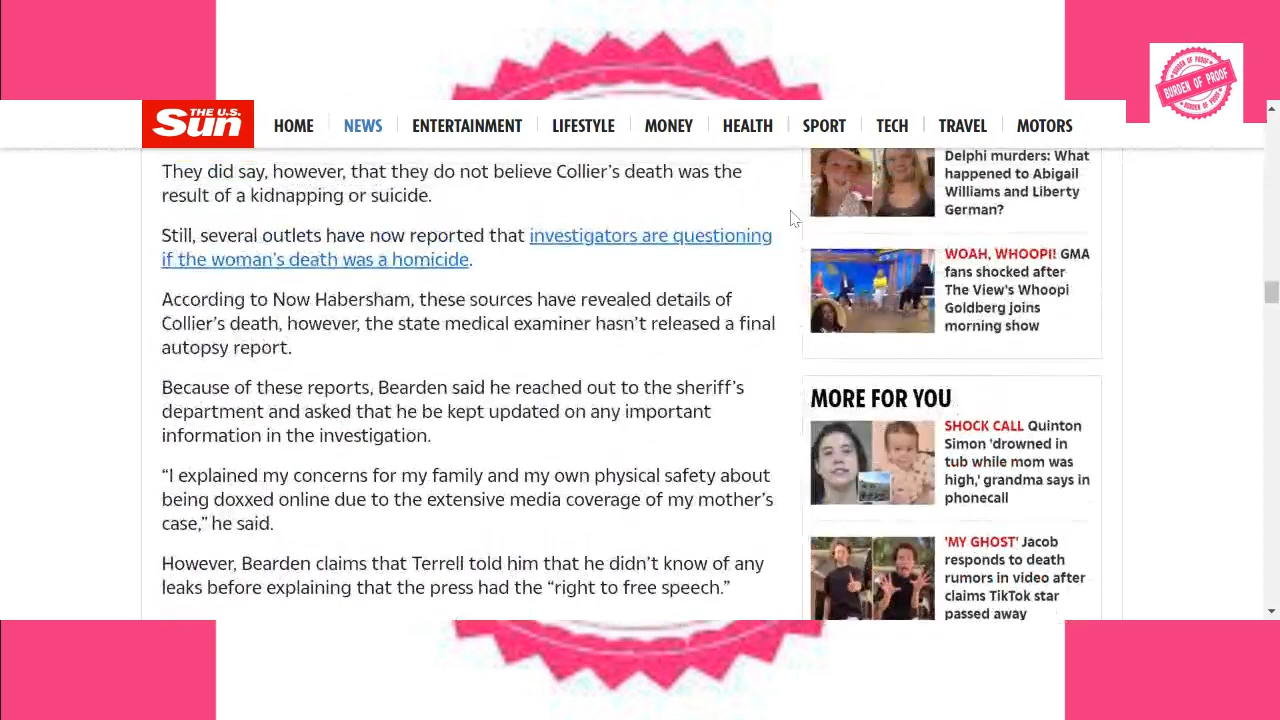 BURDEN OF PROOF
BURDEN OF PROOF
BURDEN OF PROOF
THE U.S.
Sun
HOME NEWS ENTERTAINMENT LIFESTYLE MONEY HEALTH SPORT TECH TRAVEL MOTORS
They did say, however, that they do not believe Collier's death was the
result of a kidnapping or suicide.
Still, several outlets have now reported that investigators are questioning
if the woman's death was a homicide.
According to Now Habersham, these sources have revealed details of
Collier's death, however, the state medical examiner hasn't released a final
autopsy report.
Because of these reports, Bearden said he reached out to the sheriff's
department and asked that he be kept updated on any important
information in the investigation.
“I explained my concerns for my family and my own physical safety about
being doxxed online due to the extensive media coverage of my mother's
case,” he said.
However, Bearden claims that Terrell told him that he didn't know of any
leaks before explaining that the press had the “right to free speech.”
Delphi murders: What
happened to Abigail
Williams and Liberty
German?
WOAH, WHOOPI! GMA
fans shocked after
The View's Whoopi
Goldberg joins
morning show
MORE FOR YOU
SHOCK CALL Quinton
Simon 'drowned in
tub while mom was
high,' grandma says in
phonecall
'MY GHOST' Jacob
responds to death
rumors in video after
claims TikTok star
passed away